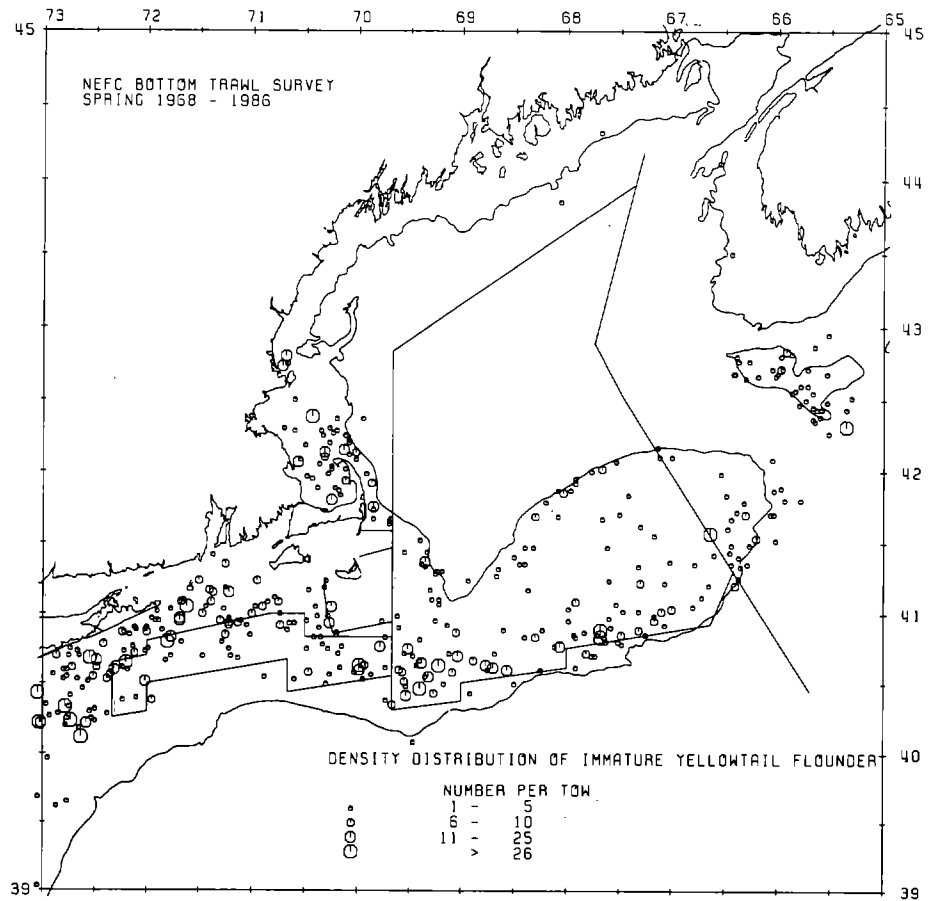 73 72 71 70 69 68 67 66 65
45 45
NEFC BOTTOM TRAWL SURVEY
SPRING 1968 - 1986
44
43
42
41
40
DENSITY DISTRIBUTION OF IMMATURE YELLOWTAIL FLOUNDER
NUMBER PER TOW
1 - 5
6 - 10
11 - 25
> 26
39 39